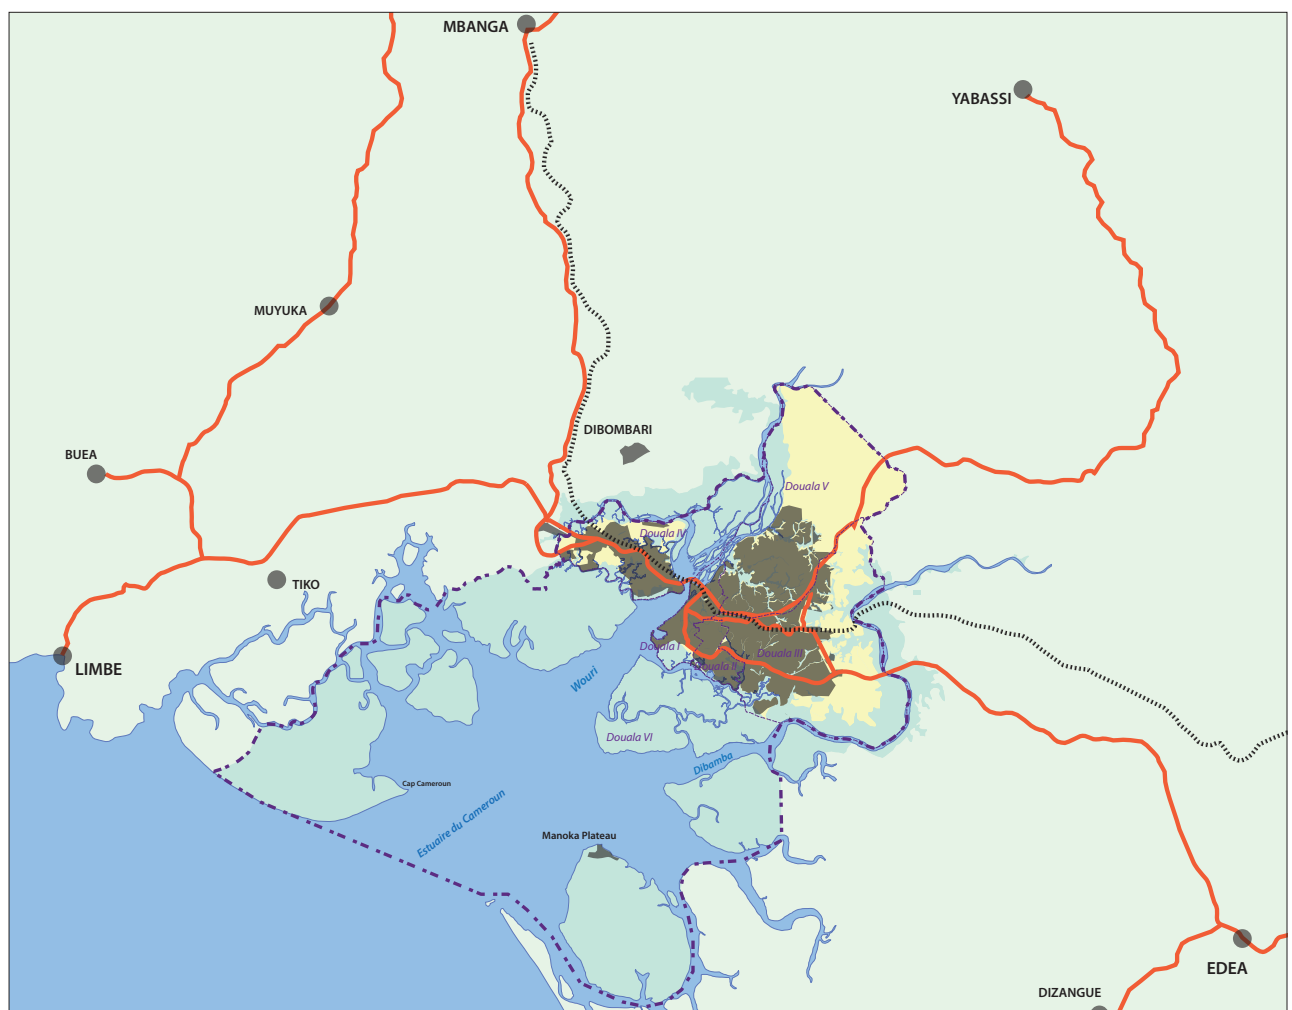 MBANGA
YABASSI
MUYUKA
DIBOMBARI
BUEA
Douala V
Douala IV
TIKO
Douala I
Douala III
Douala II
LIMBE
Wouri
Douala VI
Dibamba
Cap Cameroun
Estuaire du Cameroun
Manoka Plateau
EDEA
DIZANGUE